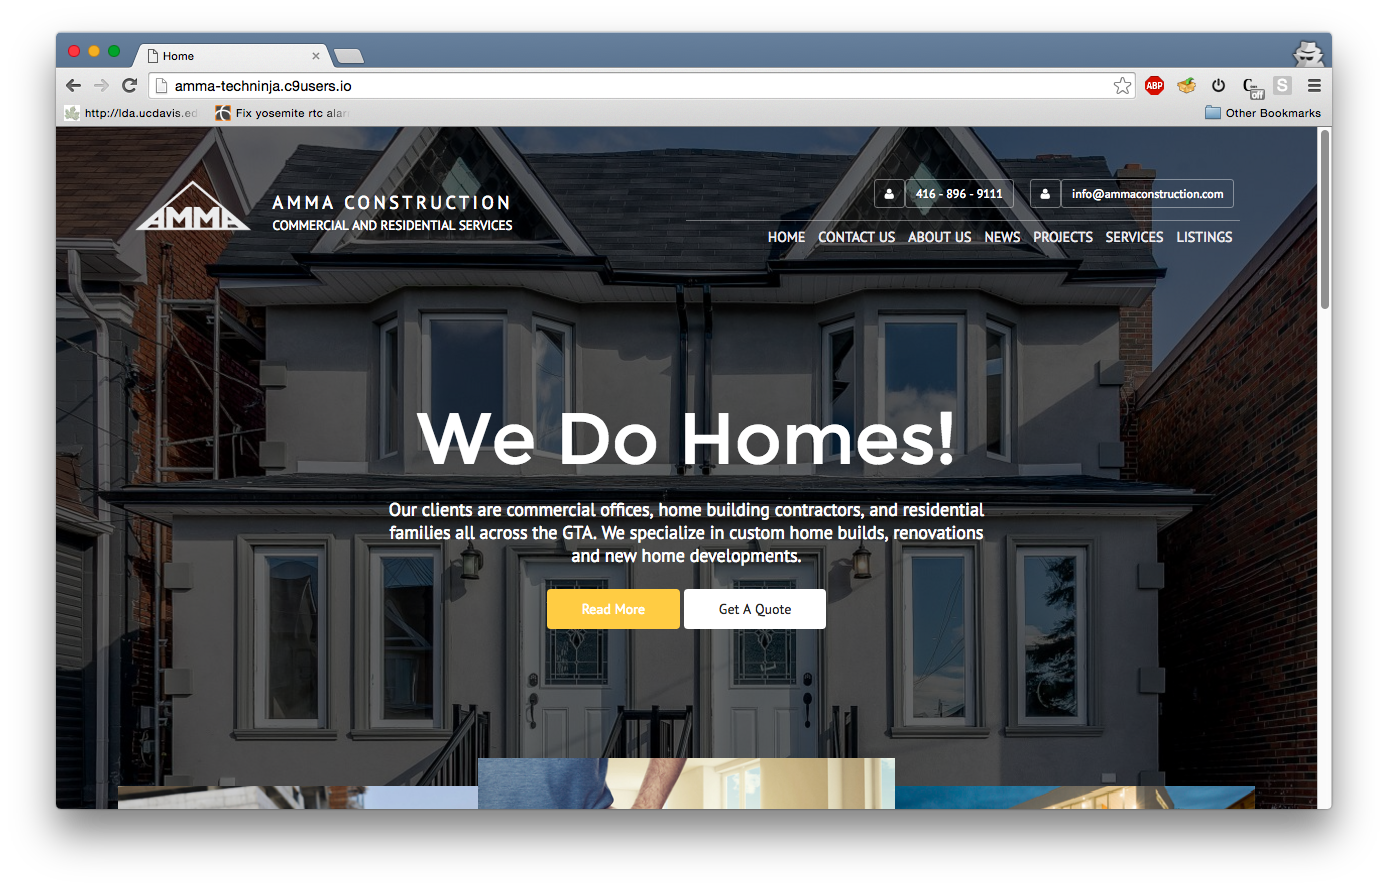 Home
amma-techninja.c9users.io
ABP
off
S
http://lda.ucdavis.ed
Fix yosemite rtc alar
Other Bookmarks
AMMA
AMMA CONSTRUCTION
COMMERCIAL AND RESIDENTIAL SERVICES
416 - 896 - 9111
info@ammaconstruction.com
HOME CONTACT US ABOUT US NEWS PROJECTS SERVICES LISTINGS
We Do Homes!
Our clients are commercial offices, home building contractors, and residential
families all across the GTA. We specialize in custom home builds, renovations
and new home developments.
Read More
Get A Quote